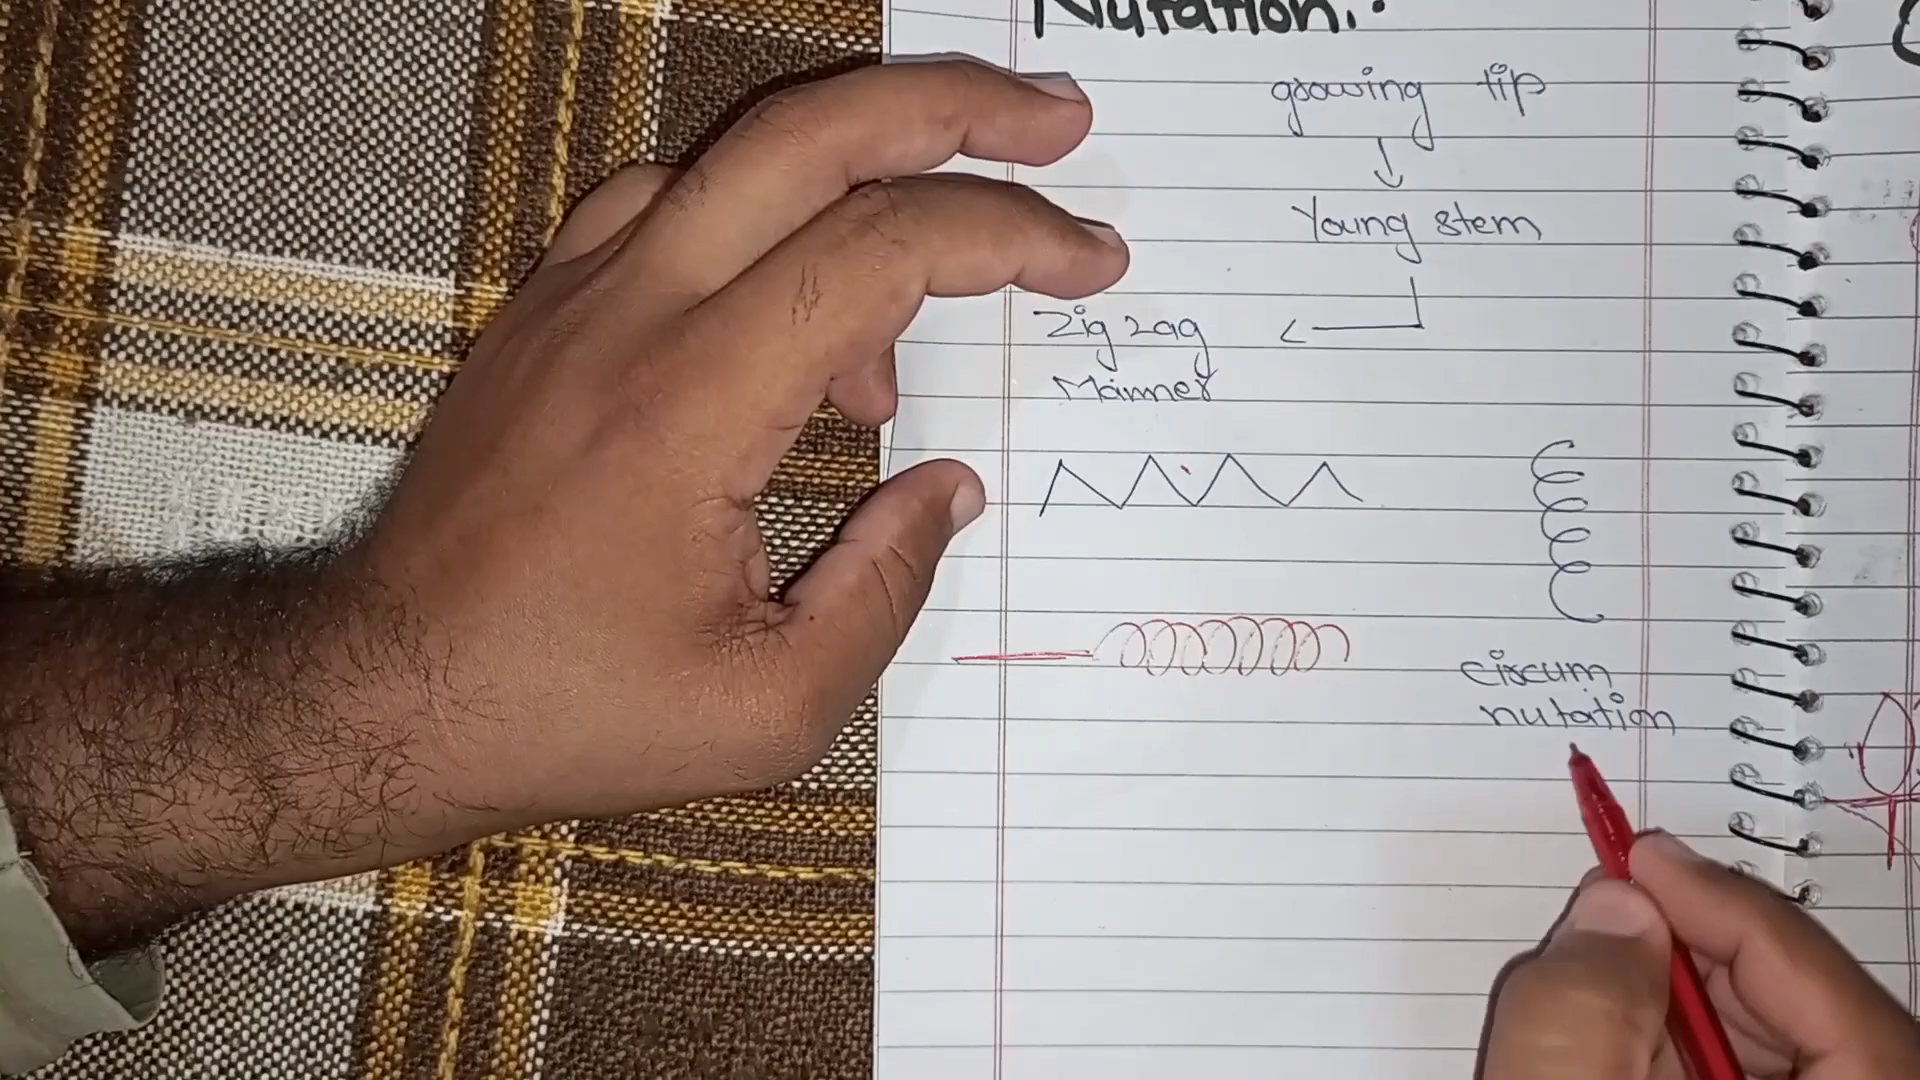 Nutation:
growing tip
Young stem
Zig zag
Manner
circum
nutation